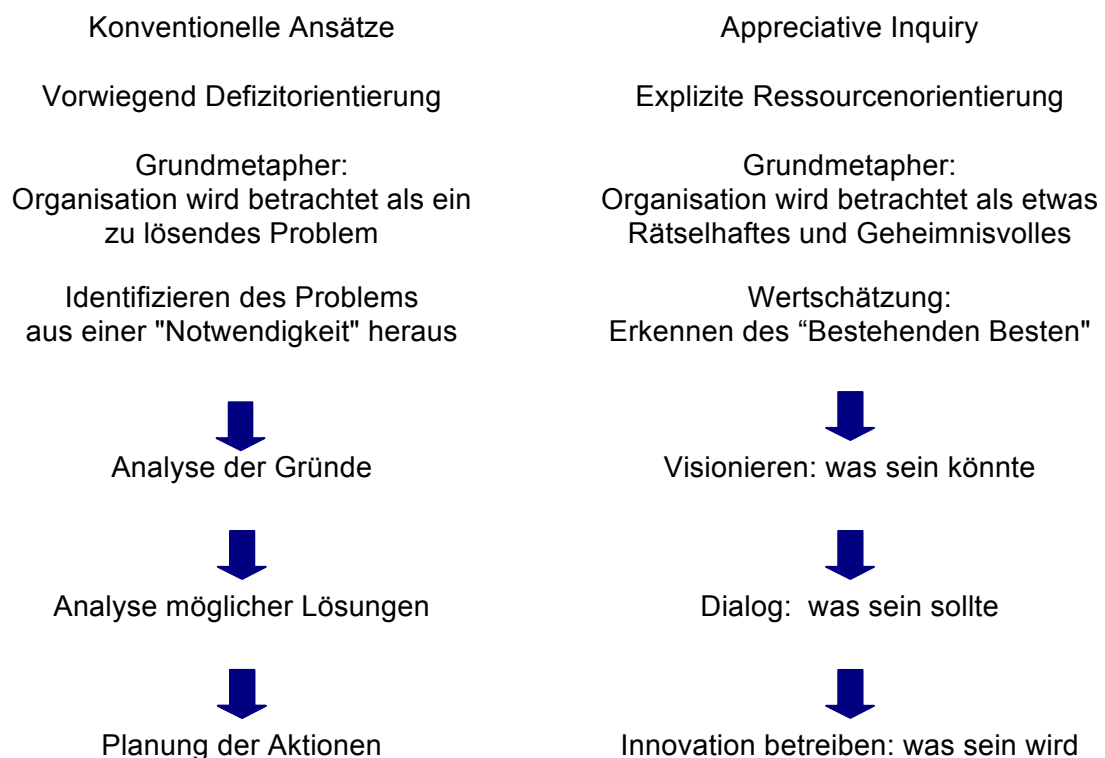 Konventionelle Ansätze
Vorwiegend Defizitorientierung
Grundmetapher:
Organisation wird betrachtet als ein
zu lösendes Problem
Identifizieren des Problems
aus einer "Notwendigkeit" heraus
Analyse der Gründe
Analyse möglicher Lösungen
Planung der Aktionen
Appreciative Inquiry
Explizite Ressourcenorientierung
Grundmetapher:
Organisation wird betrachtet als etwas
Rätselhaftes und Geheimnisvolles
Wertschätzung:
Erkennen des “Bestehenden Besten"
Visionieren: was sein könnte
Dialog:  was sein sollte
Innovation betreiben: was sein wird